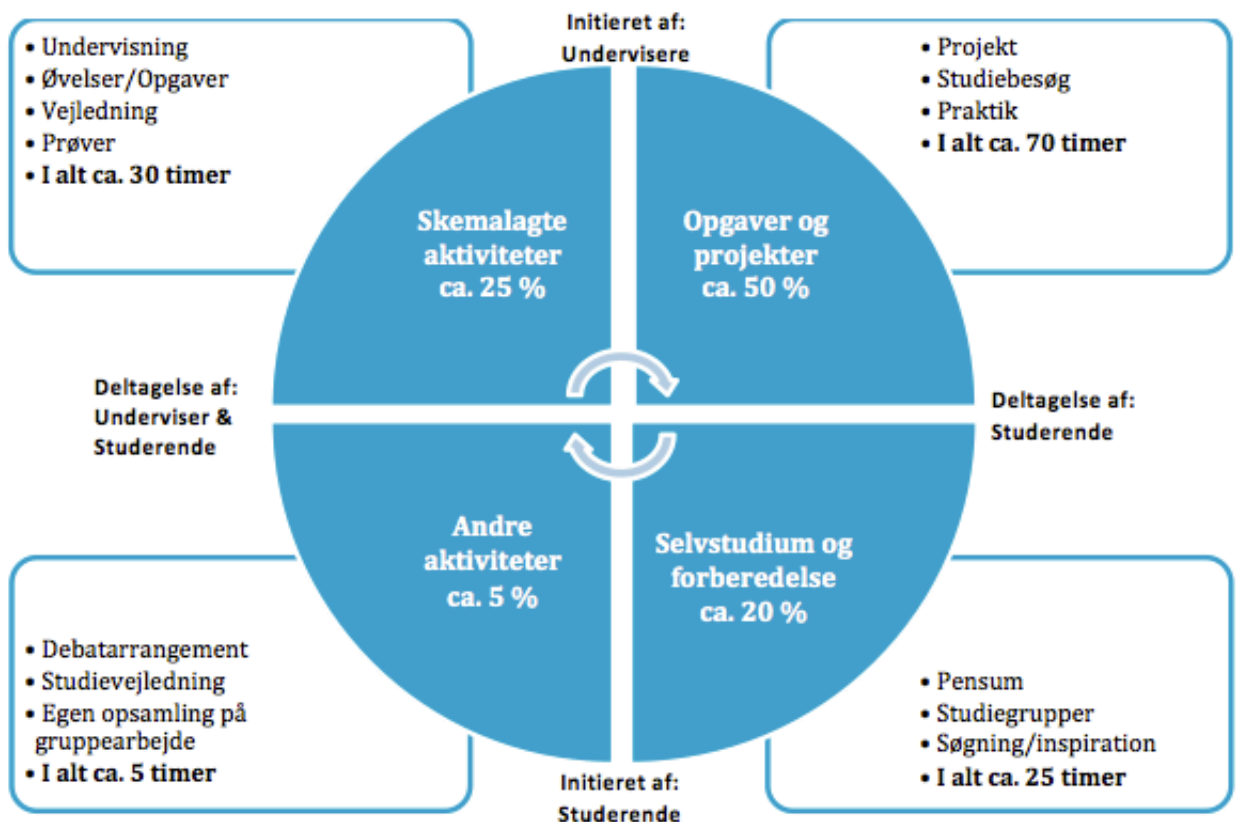 Initieret af:
Undervisere
• Undervisning
• Øvelser/Opgaver
• Vejledning
• Prøver
• I alt ca. 30 timer
• Projekt
• Studiebesøg
• Praktik
• I alt ca. 70 timer
Skemalagte
aktiviteter
ca. 25 %
Opgaver og
projekter
ca. 50 %
Deltagelse af:
Underviser &
Studerende
Deltagelse af:
Studerende
Andre
aktiviteter
ca. 5 %
Selvstudium og
forberedelse
ca. 20 %
• Debatarrangement
• Studievejledning
• Egen opsamling på
gruppearbejde
• I alt ca. 5 timer
• Pensum
• Studiegrupper
• Søgning/inspiration
• I alt ca. 25 timer
Initieret af:
Studerende